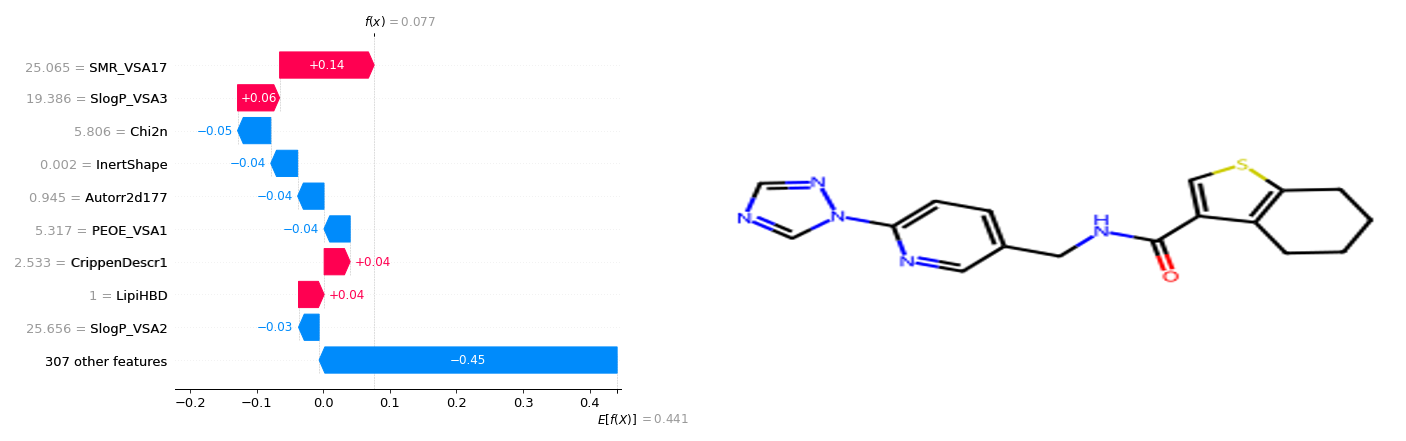 f(x) = 0.077
25.065 = SMR_VSA17
+0.14
19.386 = SlogP_VSA3
+0.06
5.806 = Chi2n
−0.05
0.002 = InertShape
−0.04
0.945 = Autorr2d177
−0.04
5.317 = PEOE_VSA1
−0.04
2.533 = CrippenDescr1
+0.04
1 = LipiHBD
+0.04
25.656 = SlogP_VSA2
−0.03
307 other features
−0.45
−0.2 −0.1 0.0 0.1 0.2 0.3 0.4
E[f(X)] = 0.441
S
N
N
N
H
N
N
O